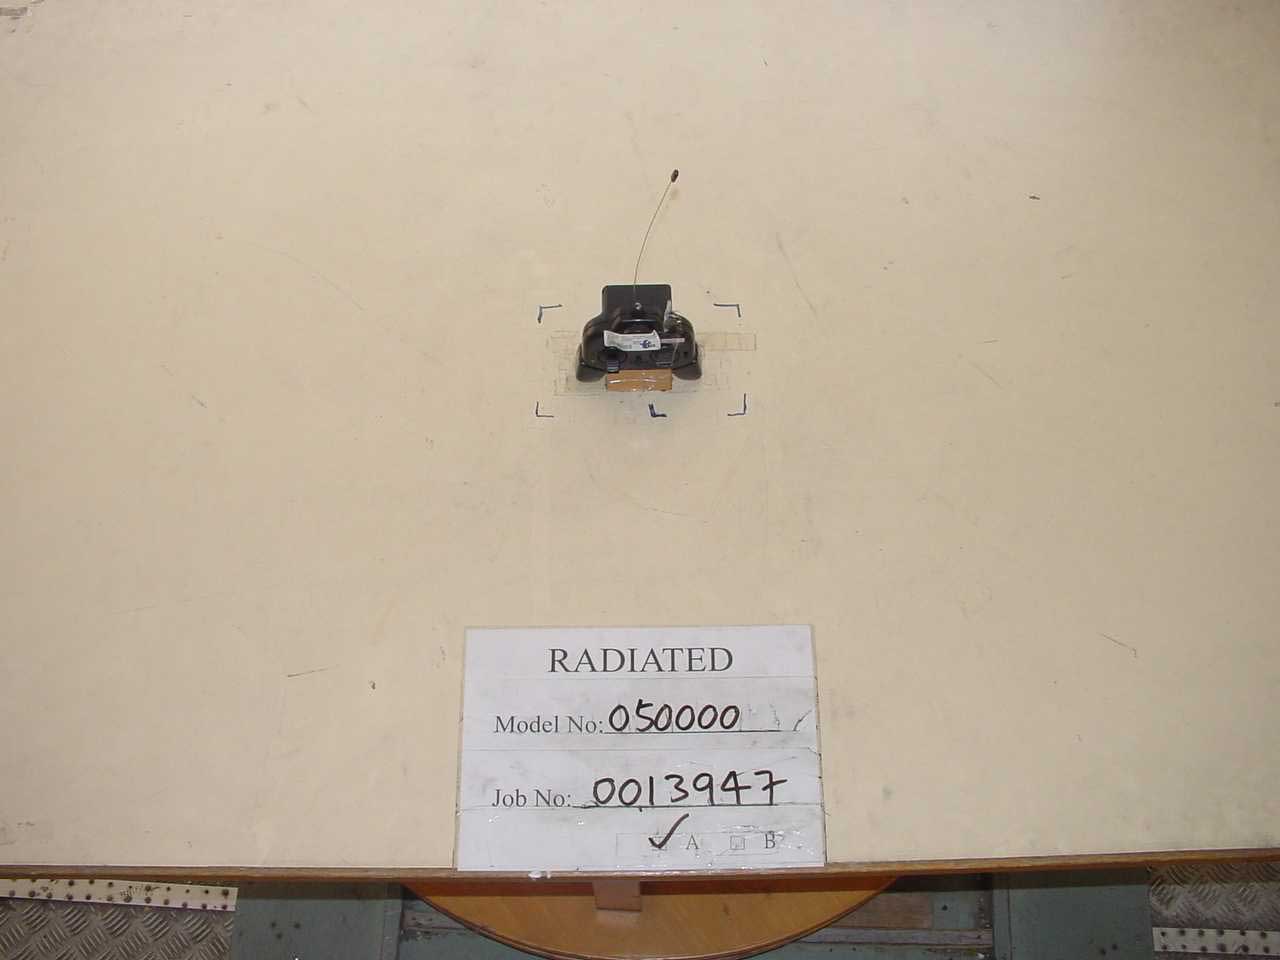 RADIATED
Model No: 050000
Job No: 0013947
✓ A B